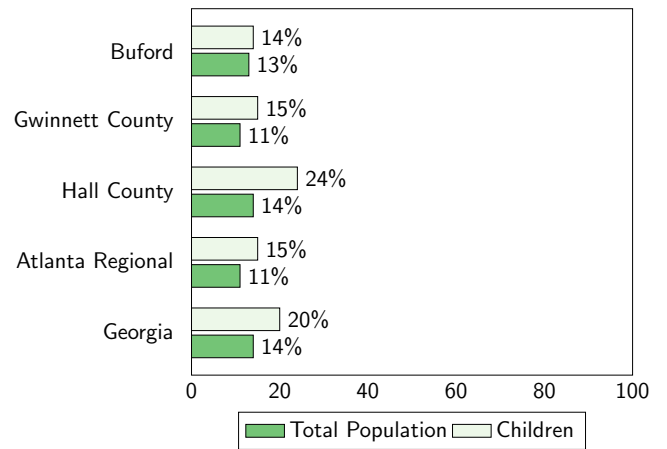 Buford
14%
13%
Gwinnett County
15%
11%
Hall County
24%
14%
Atlanta Regional
15%
11%
Georgia
20%
14%
0 20 40 60 80 100
Total Population Children